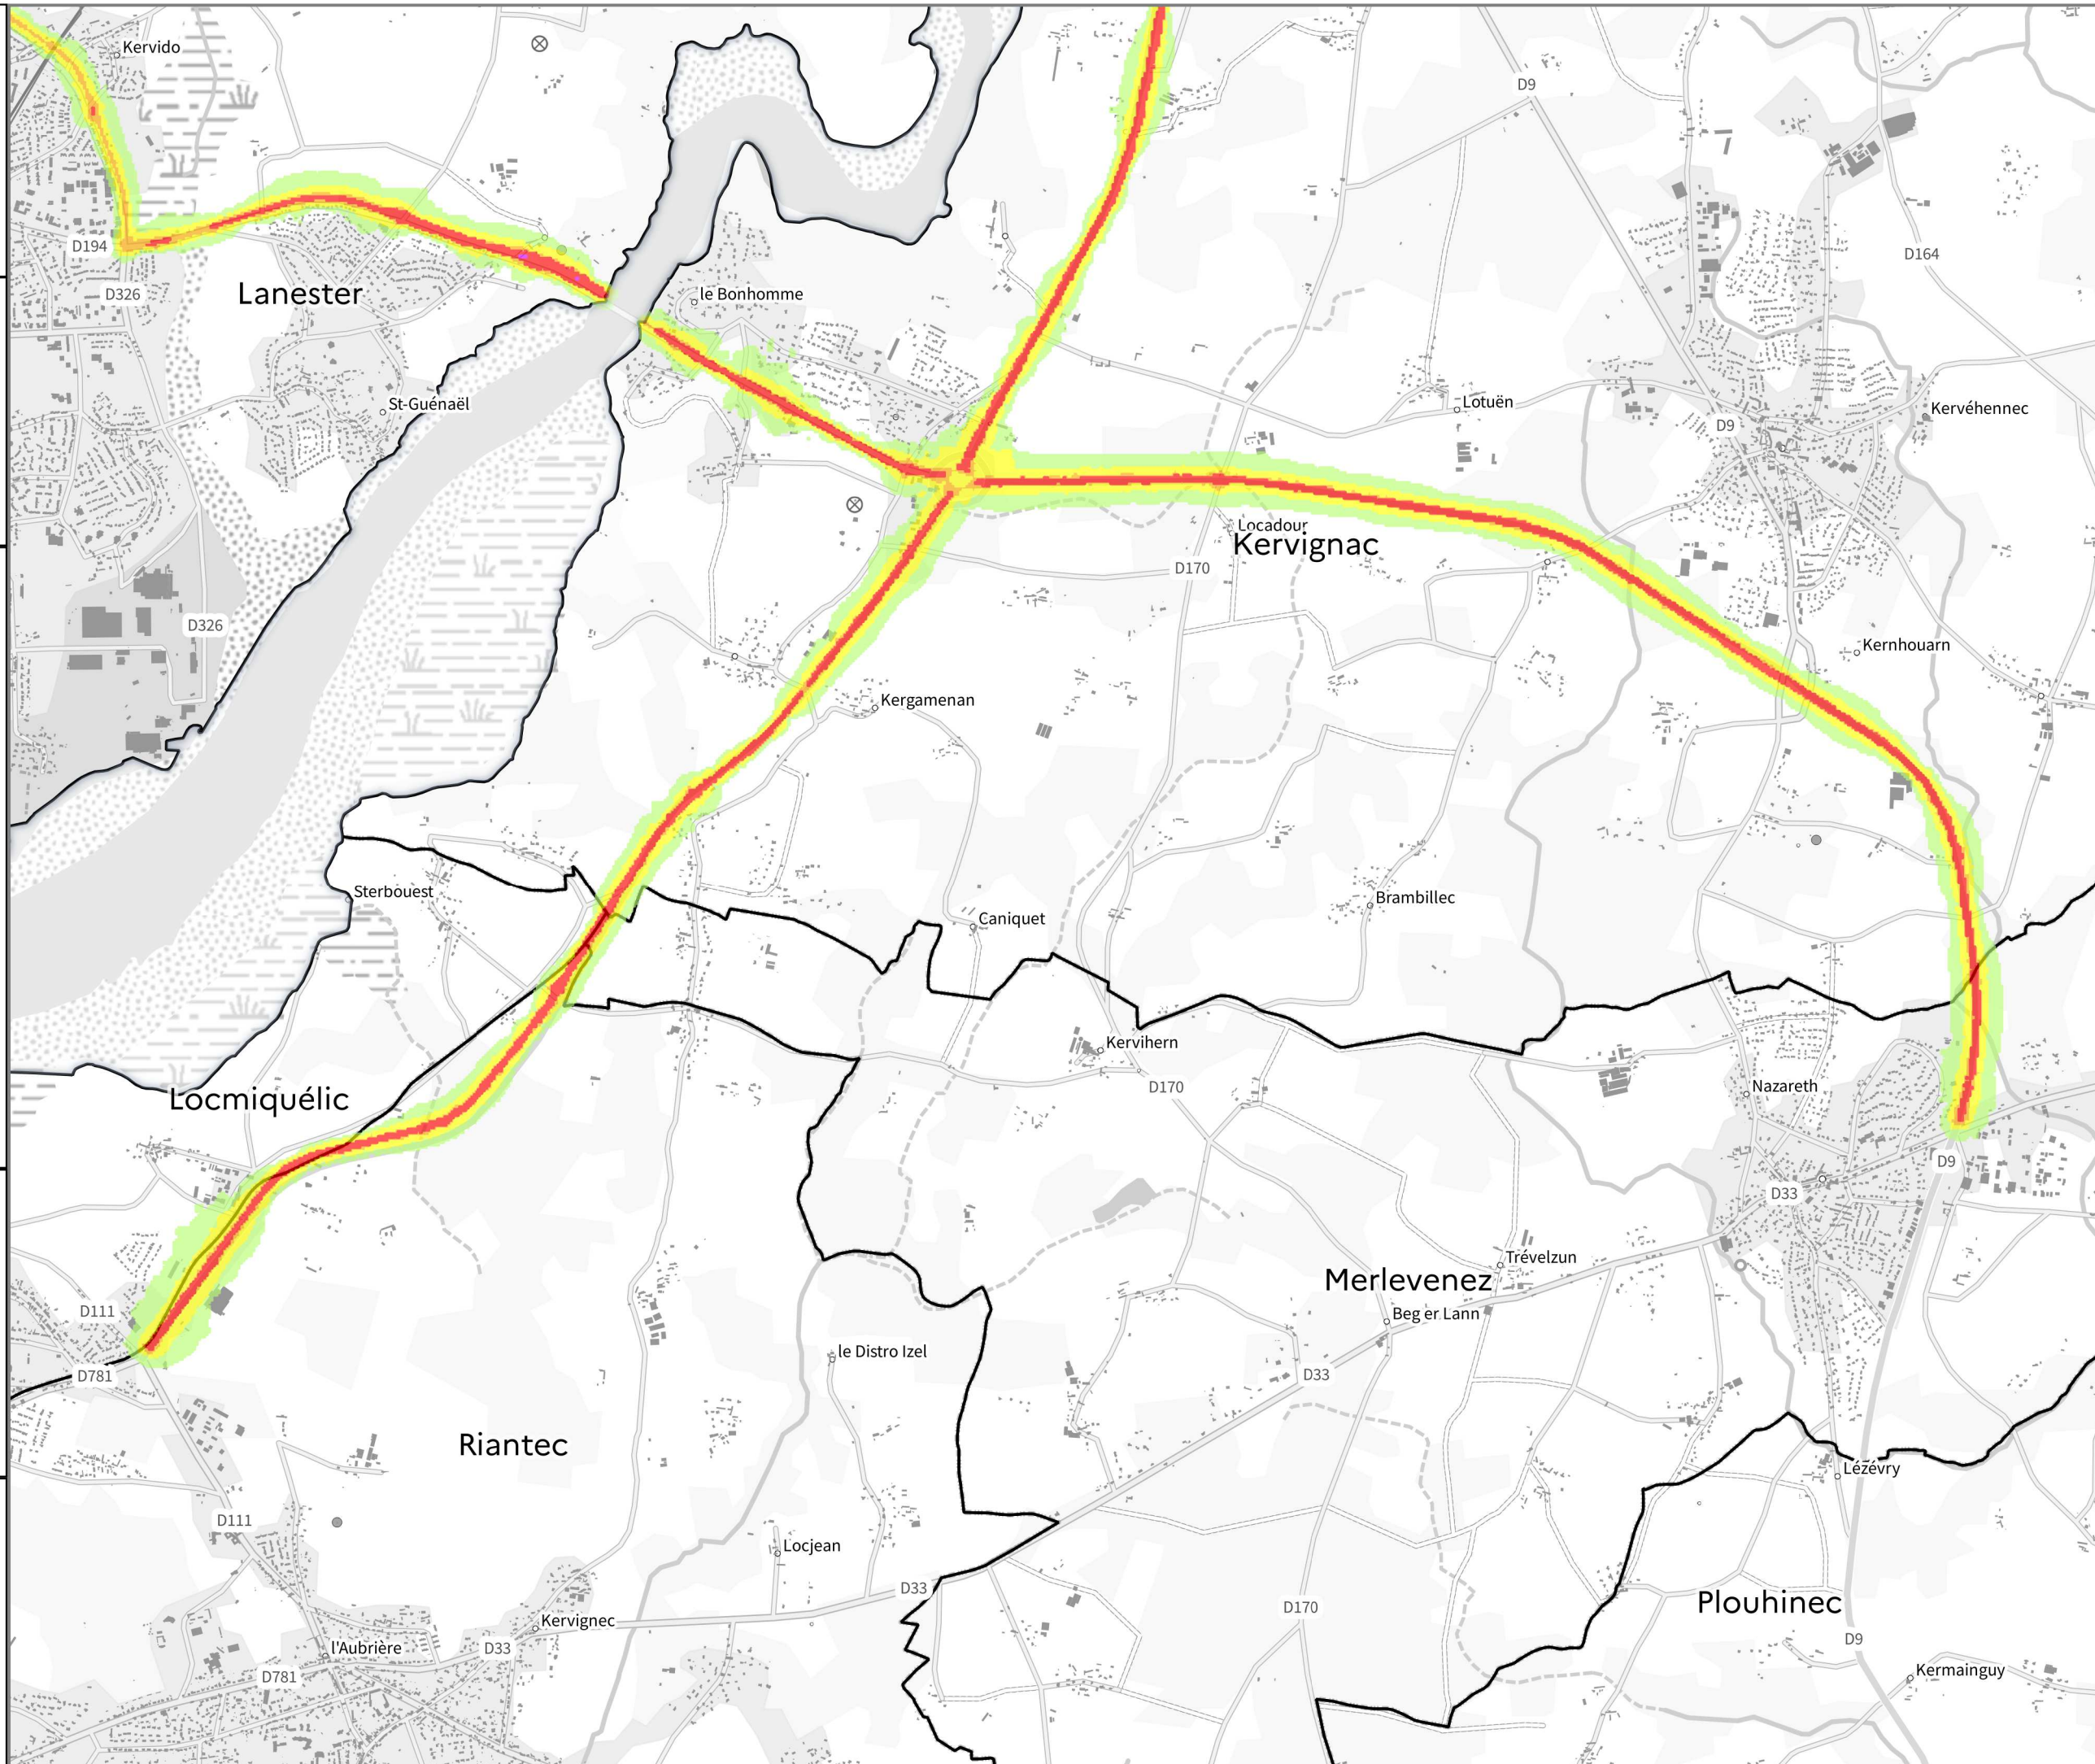 Kervido
D9
D194
D164
D326
Lanester
le Bonhomme
St-Guénaël
Lotuën
Kervéhennec
D9
Locadour
Kervignac
D170
D326
Kernhouarn
Kergamenan
Sterbouest
Brambillec
Caniquet
Kervihern
D170
Nazareth
Locmiquélic
D9
D33
Trévelzun
Merlevenez
D111
Beg er Lann
le Distro Izel
D781
D33
Riantec
Lézévry
D111
Locjean
D33
Plouhinec
D170
Kervignec
D33
l'Aubrière
D9
D781
Kermainguy